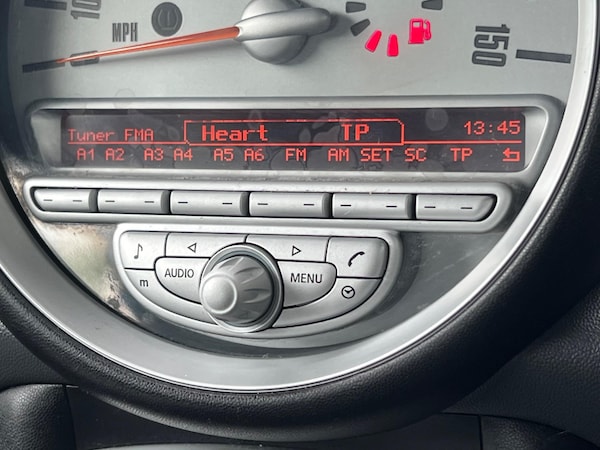 100
MPH
150
Tuner FMA Heart TP 13:45
A1 A2 A3 A4 A5 A6 FM AM SET SC TP
AUDIO MENU
m